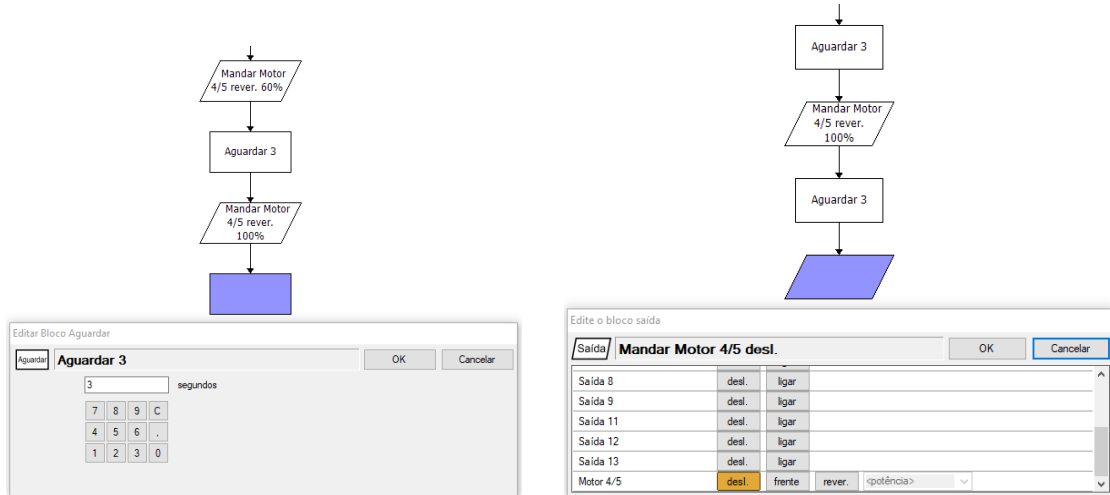 Mandar Motor
4/5 rever. 60%
Aguardar 3
Mandar Motor
4/5 rever.
100%
Editar Bloco Aguardar
Aguardar
Aguardar 3
OK
Cancelar
3
segundos
7 8 9 C
4 5 6 .
1 2 3 0
Aguardar 3
Mandar Motor
4/5 rever.
100%
Aguardar 3
Edite o bloco saída
Saída
Mandar Motor 4/5 desl.
OK
Cancelar
Saída 8 desl. ligar
Saída 9 desl. ligar
Saída 11 desl. ligar
Saída 12 desl. ligar
Saída 13 desl. ligar
Motor 4/5 desl. frente rever. <potência>